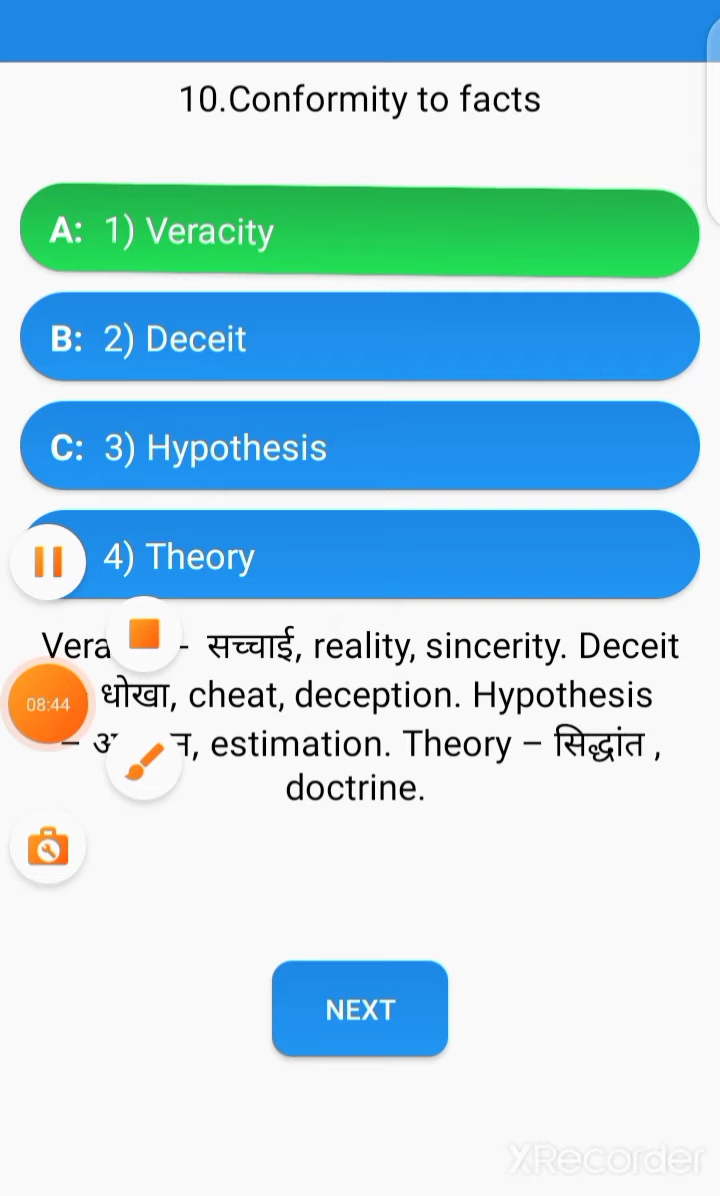 10.Conformity to facts
A: 1) Veracity
B: 2) Deceit
C: 3) Hypothesis
4) Theory
- सच्चाई, reality, sincerity. Deceit
धोखा, cheat, deception. Hypothesis
– estimation. Theory – सिद्धांत ,
doctrine.
08:44
NEXT
XRecorder